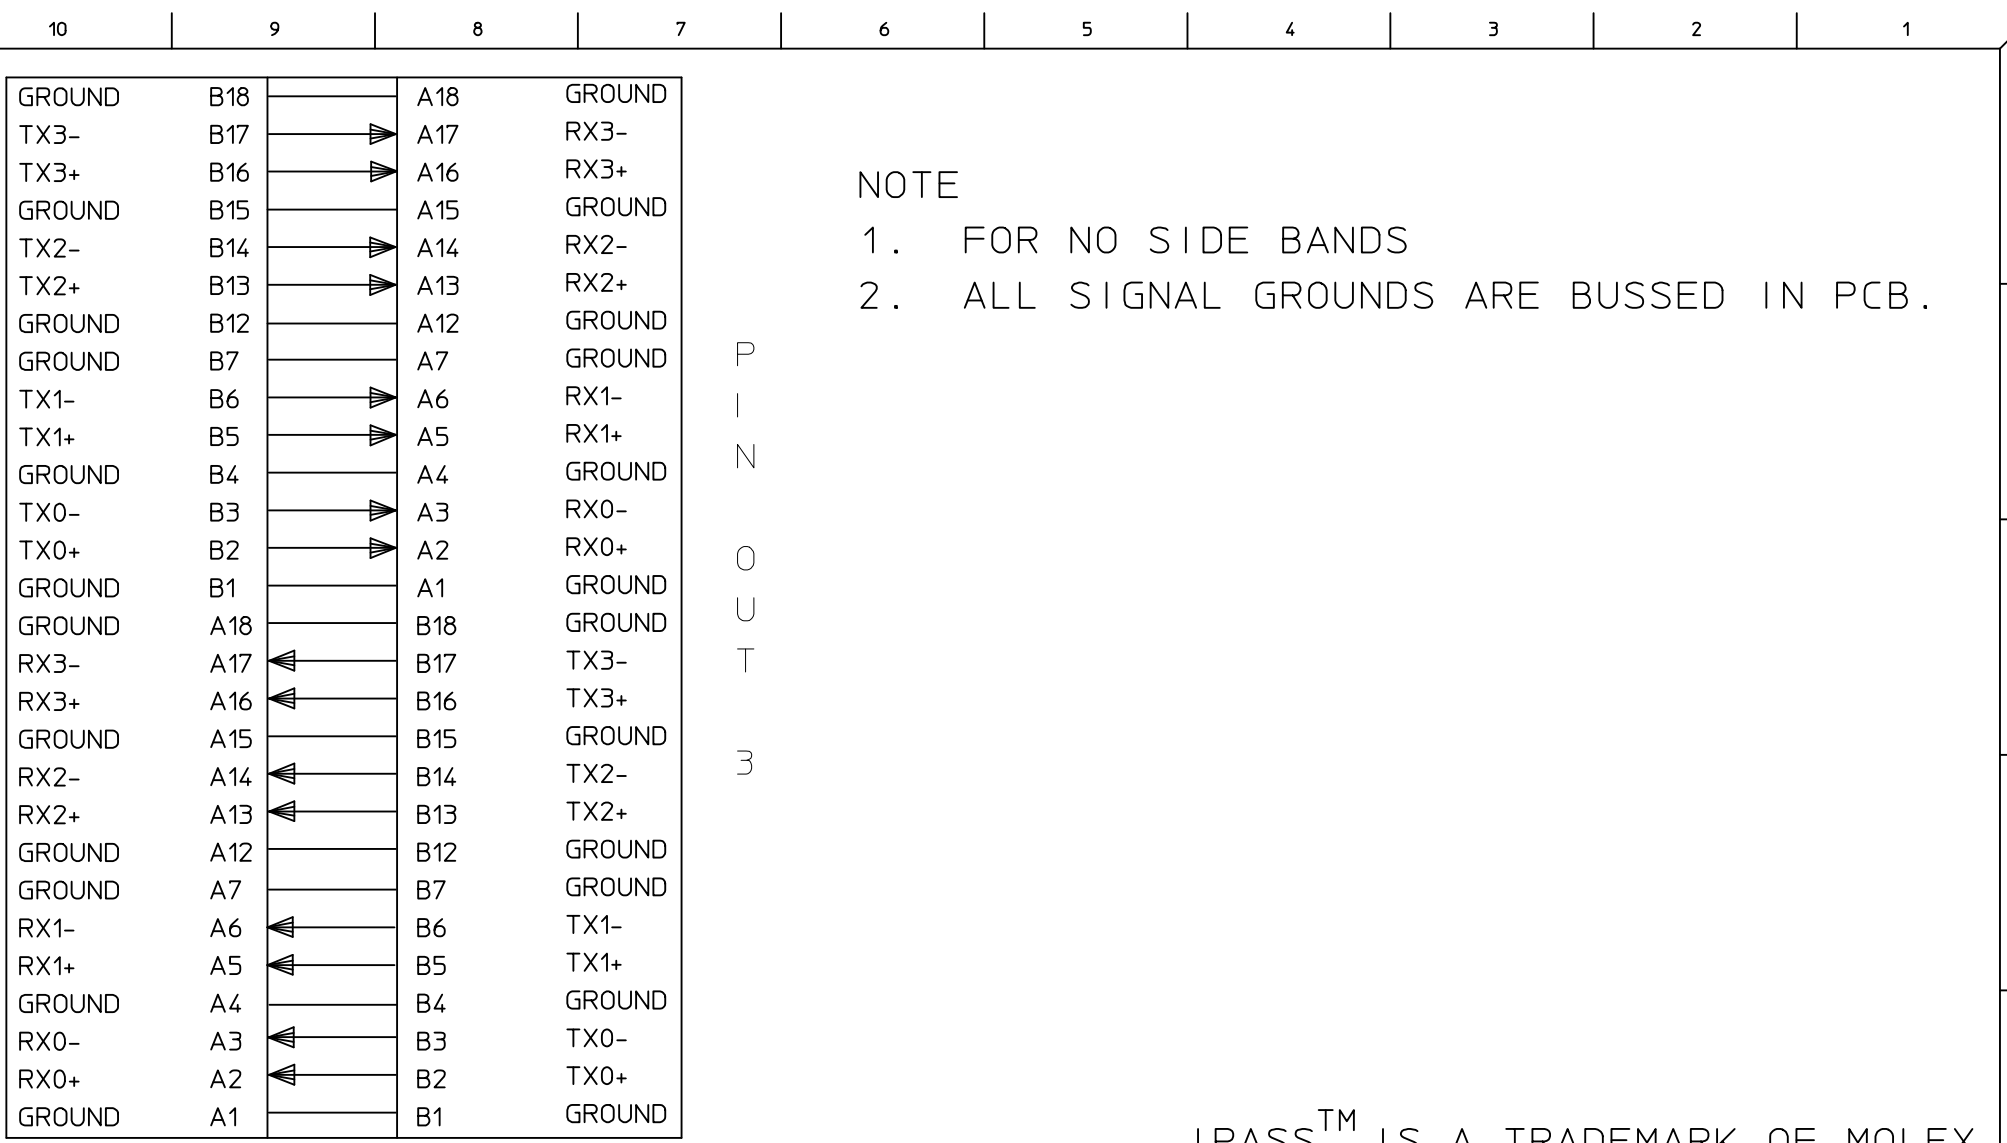 10 9 8 7 6 5 4 3 2 1
GROUND B18 A18 GROUND
TX3- B17 A17 RX3-
TX3+ B16 A16 RX3+
GROUND B15 A15 GROUND
TX2- B14 A14 RX2-
TX2+ B13 A13 RX2+
GROUND B12 A12 GROUND
GROUND B7 A7 GROUND
TX1- B6 A6 RX1-
TX1+ B5 A5 RX1+
GROUND B4 A4 GROUND
TX0- B3 A3 RX0-
TX0+ B2 A2 RX0+
GROUND B1 A1 GROUND
GROUND A18 B18 GROUND
RX3- A17 B17 TX3-
RX3+ A16 B16 TX3+
GROUND A15 B15 GROUND
RX2- A14 B14 TX2-
RX2+ A13 B13 TX2+
GROUND A12 B12 GROUND
GROUND A7 B7 GROUND
RX1- A6 B6 TX1-
RX1+ A5 B5 TX1+
GROUND A4 B4 GROUND
RX0- A3 B3 TX0-
RX0+ A2 B2 TX0+
GROUND A1 B1 GROUND
PIN OUT 3
NOTE
1. FOR NO SIDE BANDS
2. ALL SIGNAL GROUNDS ARE BUSSED IN PCB.
IPASS™ IS A TRADEMARK OF MOLEX